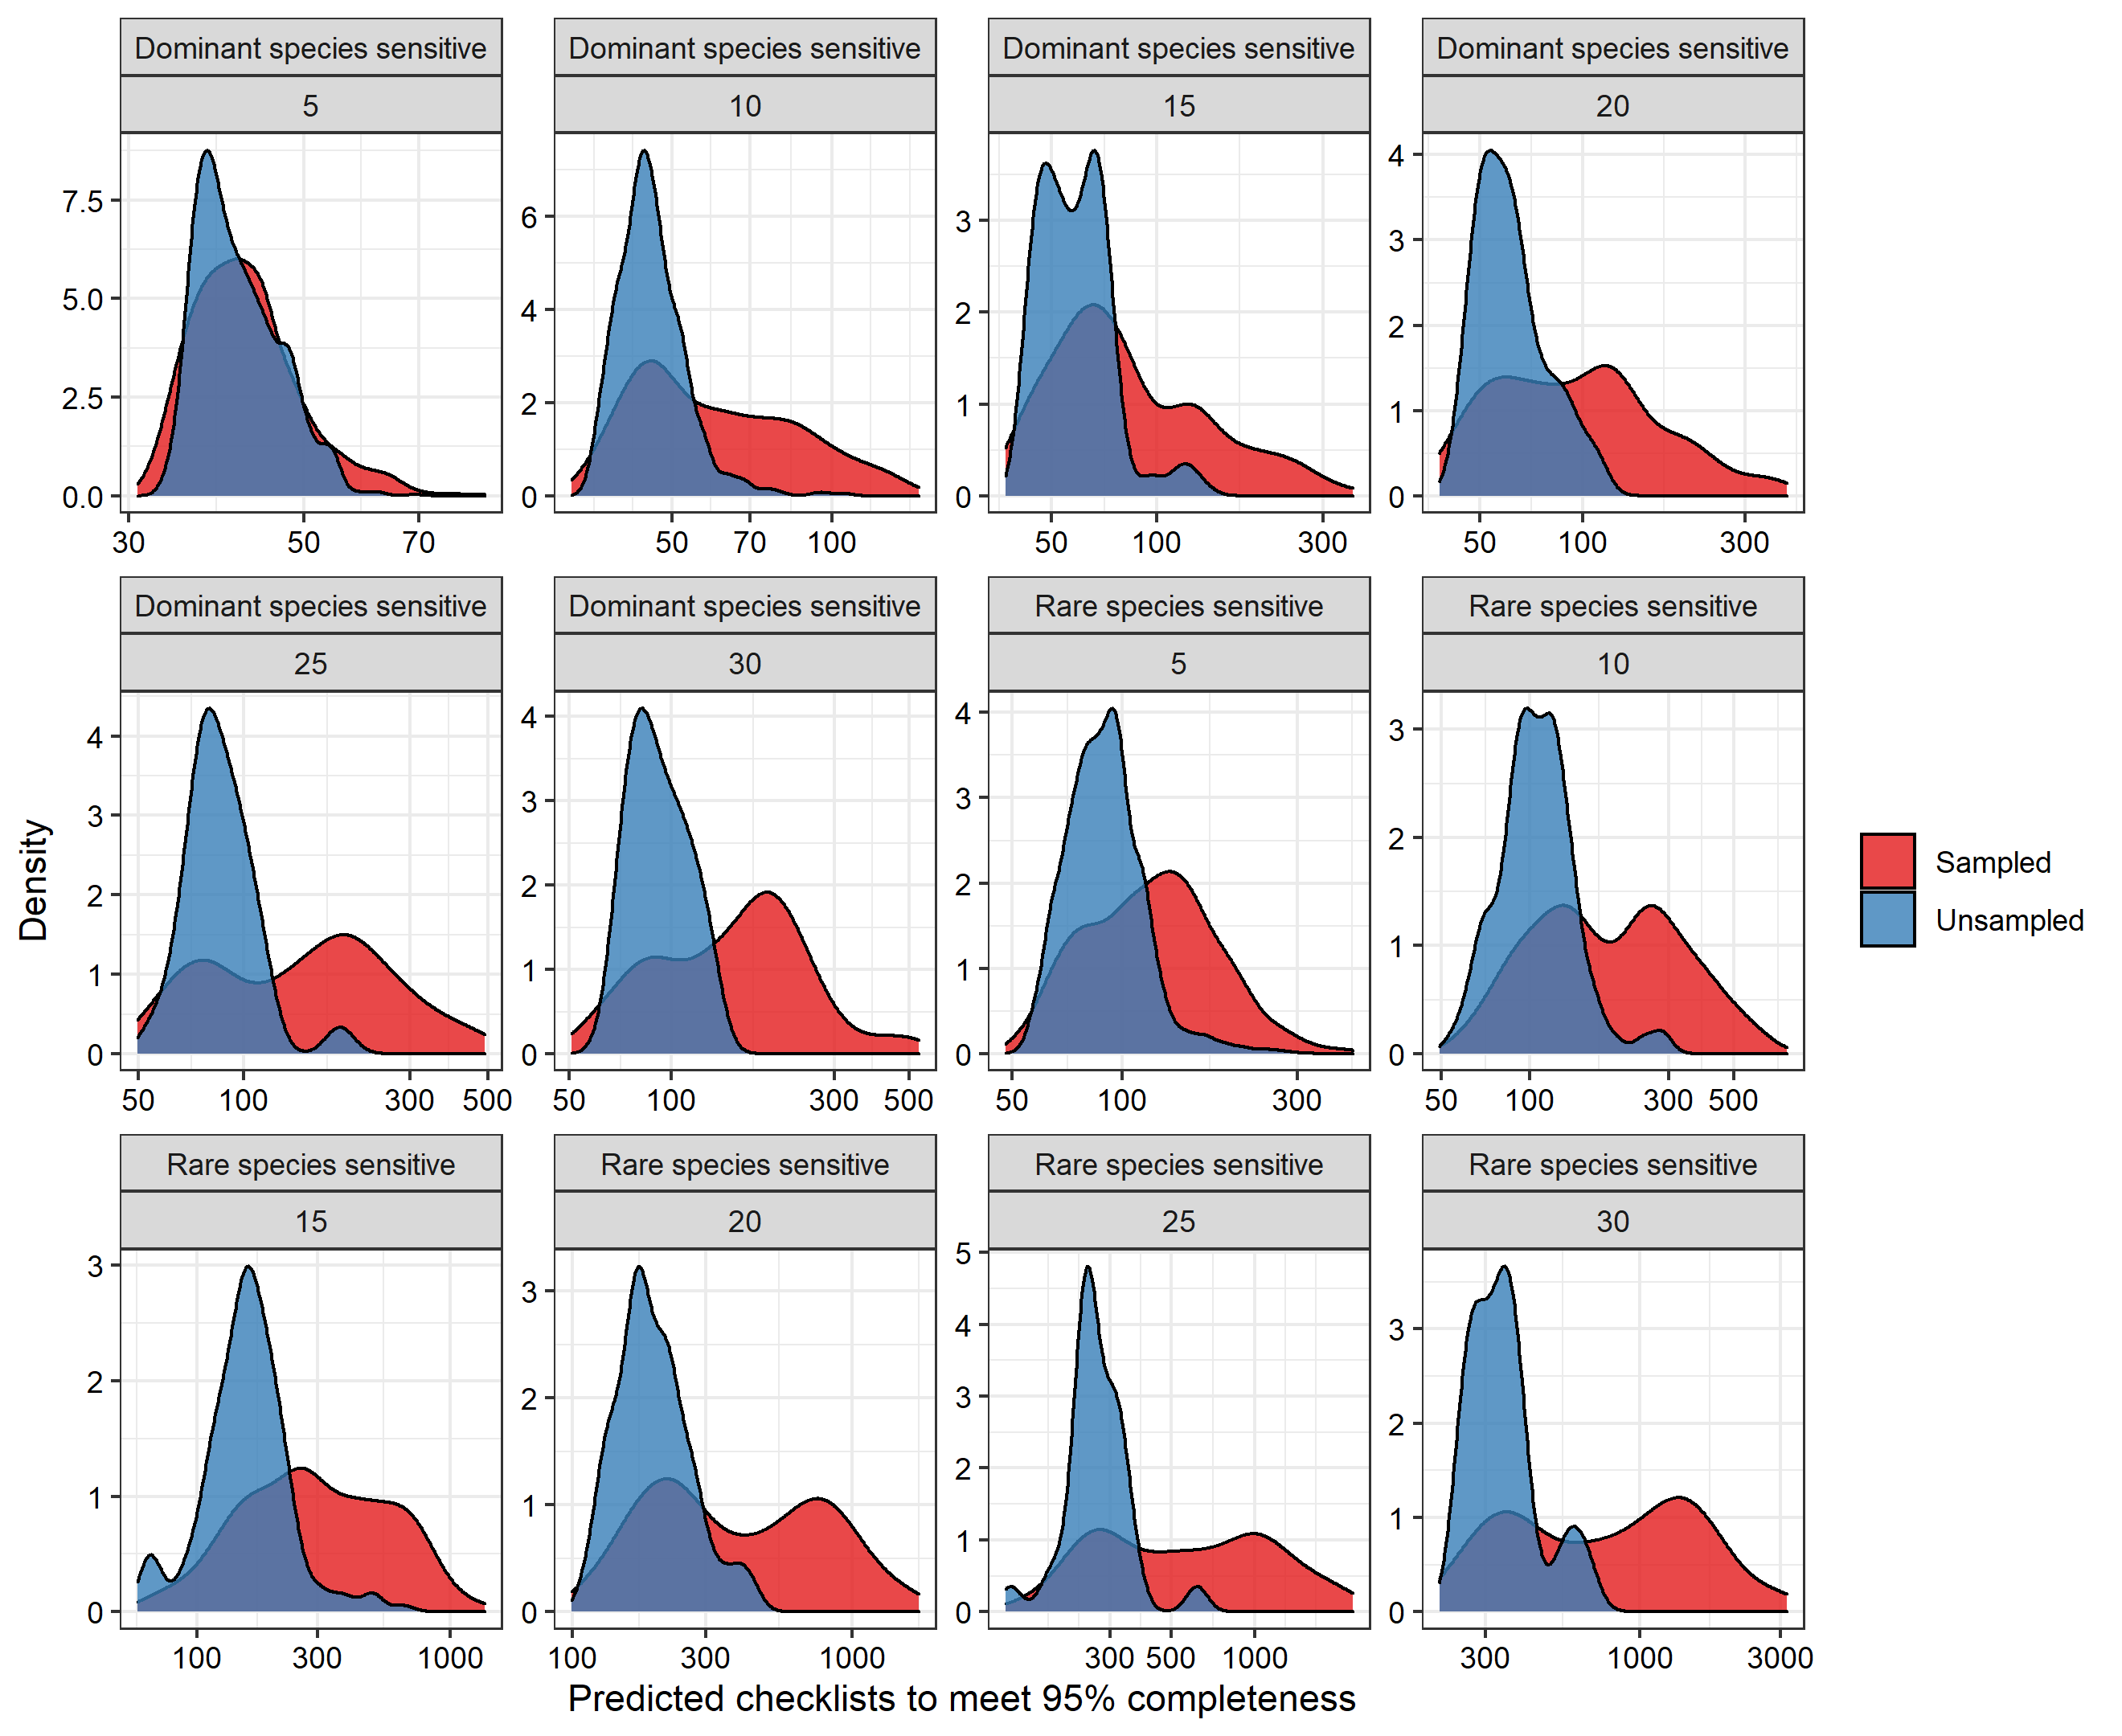 Dominant species sensitive Dominant species sensitive Dominant species sensitive Dominant species sensitive
5 10 15 20
7.5 5.0 2.5 0.0
6 4 2 0
3 2 1 0
4 3 2 1 0
30 50 70 50 70 100 50 100 300 50 100 300
Dominant species sensitive Dominant species sensitive Rare species sensitive Rare species sensitive
25 30 5 10
4 3 2 1 0
4 3 2 1 0
4 3 2 1 0
3 2 1 0
50 100 300 500 50 100 300 500 50 100 300 50 100 300 500
Rare species sensitive Rare species sensitive Rare species sensitive Rare species sensitive
15 20 25 30
3 2 1 0
3 2 1 0
5 4 3 2 1 0
3 2 1 0
100 300 1000 100 300 1000 300 500 1000 300 1000 3000
Predicted checklists to meet 95% completeness
Density
Sampled
Unsampled